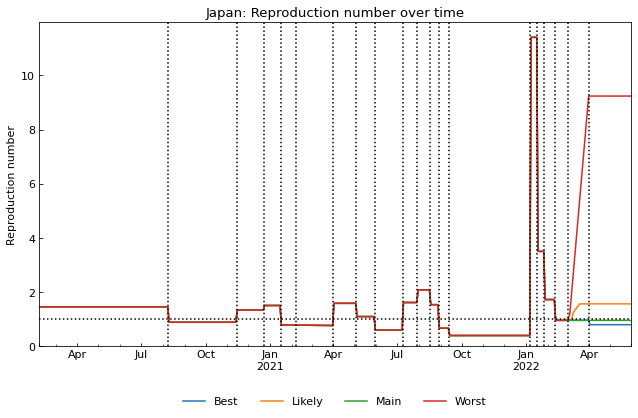 Japan: Reproduction number over time
Reproduction number
10
8
6
4
2
0
Apr Jul Oct Jan Apr Jul Oct Jan Apr
2021 2022
Best Likely Main Worst